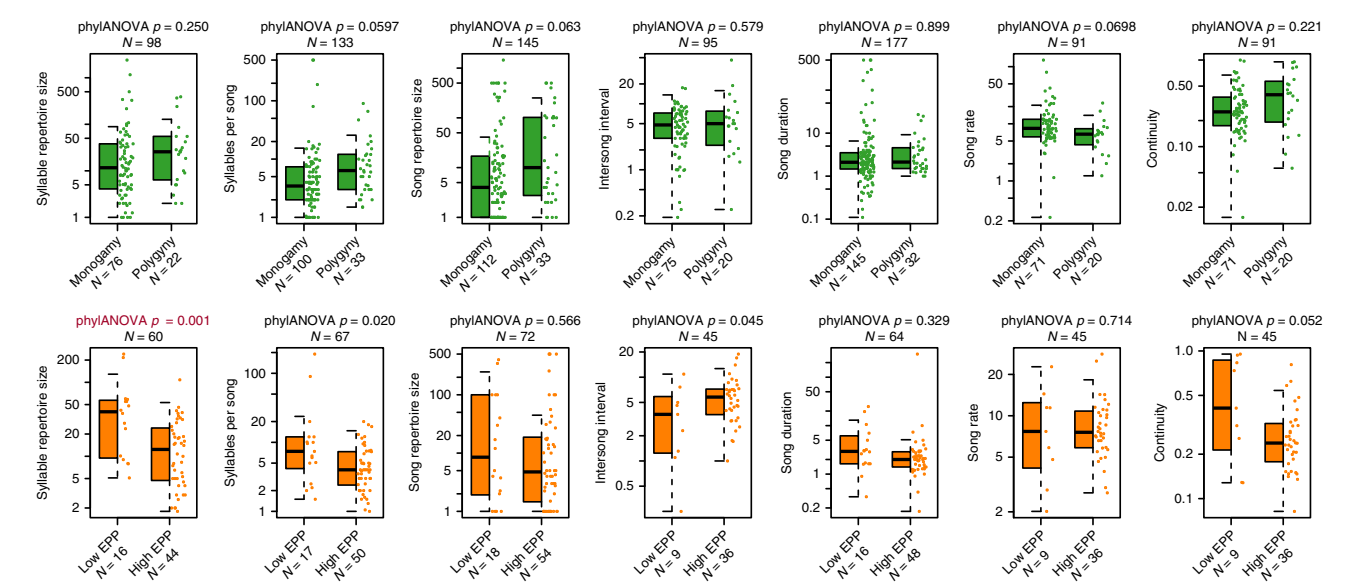 phylANOVA p = 0.250
N = 98
Syllable repertoire size
500
50
5
1
Monogamy
N = 76
Polygyny
N = 22
phylANOVA p = 0.0597
N = 133
Syllables per song
500
100
20
5
1
Monogamy
N = 100
Polygyny
N = 33
phylANOVA p = 0.063
N = 145
Song repertoire size
500
50
5
1
Monogamy
N = 112
Polygyny
N = 33
phylANOVA p = 0.579
N = 95
Intersong interval
20
5
1
0.2
Monogamy
N = 75
Polygyny
N = 20
phylANOVA p = 0.899
N = 177
Song duration
500
10
1
0.1
Monogamy
N = 145
Polygyny
N = 32
phylANOVA p = 0.0698
N = 91
Song rate
50
5
1
0.2
Monogamy
N = 71
Polygyny
N = 20
phylANOVA p = 0.221
N = 91
Continuity
0.50
0.10
0.02
Monogamy
N = 71
Polygyny
N = 20
phylANOVA p = 0.001
N = 60
Syllable repertoire size
200
50
20
5
2
Low EPP
N = 16
High EPP
N = 44
phylANOVA p = 0.020
N = 67
Syllables per song
100
20
10
5
2
1
Low EPP
N = 17
High EPP
N = 50
phylANOVA p = 0.566
N = 72
Song repertoire size
500
100
20
5
1
Low EPP
N = 18
High EPP
N = 54
phylANOVA p = 0.045
N = 45
Intersong interval
20
5
2
0.5
Low EPP
N = 9
High EPP
N = 36
phylANOVA p = 0.329
N = 64
Song duration
50
5
1
0.2
Low EPP
N = 16
High EPP
N = 48
phylANOVA p = 0.714
N = 45
Song rate
20
10
5
2
Low EPP
N = 9
High EPP
N = 36
phylANOVA p = 0.052
N = 45
Continuity
1.0
0.5
0.2
0.1
Low EPP
N = 9
High EPP
N = 36